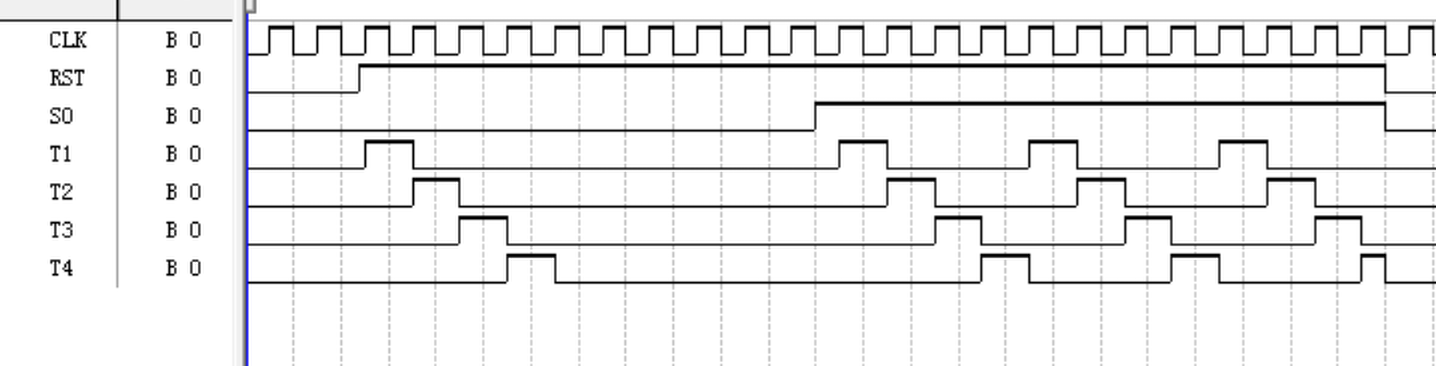 CLK B 0
RST B 0
S0 B 0
T1 B 0
T2 B 0
T3 B 0
T4 B 0